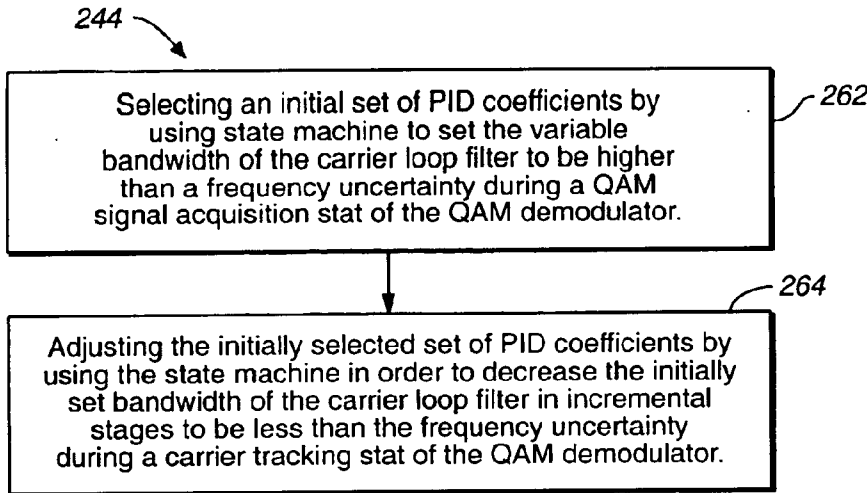 244
Selecting an initial set of PID coefficients by
using state machine to set the variable
bandwidth of the carrier loop filter to be higher
than a frequency uncertainty during a QAM
signal acquisition stat of the QAM demodulator.
262
264
Adjusting the initially selected set of PID coefficients by
using the state machine in order to decrease the initially
set bandwidth of the carrier loop filter in incremental
stages to be less than the frequency uncertainty
during a carrier tracking stat of the QAM demodulator.